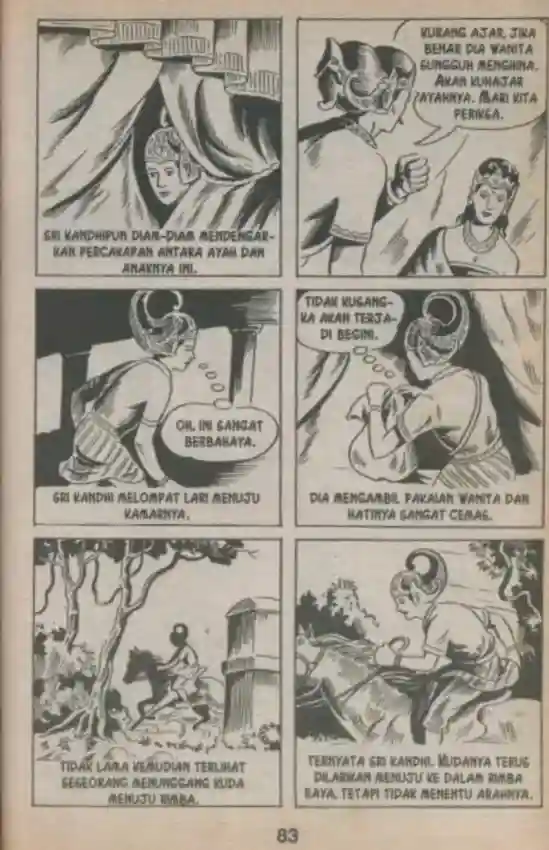 SRI KANDHIPUN DIAM-DIAM MENDENGAR-
KAN PERCAKAPAN ANTARA AYAH DAN
ANAKNYA INI.
KURANG AJAR, JIKA
BENAR DIA WANITA
SUNGGUH MENGHINA.
AKAN KUHAJAR
AYAHNYA. MARI KITA
PERIKSA.
OH, INI SANGAT
BERBAHAYA.
SRI KANDHI MELOMPAT LARI MENUJU
KAMARNYA.
TIDAK KUSANG-
KA AKAN TERJA-
DI BEGINI.
DIA MENGAMBIL PAKAIAN WANITA DAN
HATINYA SANGAT CEMAS.
TIDAK LAMA KEMUDIAN TERLIHAT
SESEORANG MENUNGGANG KUDA
MENUJU RIMBA.
TERNYATA SRI KANDHI. KUDANYA TERUS
DILARIKAN MENUJU KE DALAM RIMBA
RAYA, TETAPI TIDAK MENENTU ARAHNYA.
83